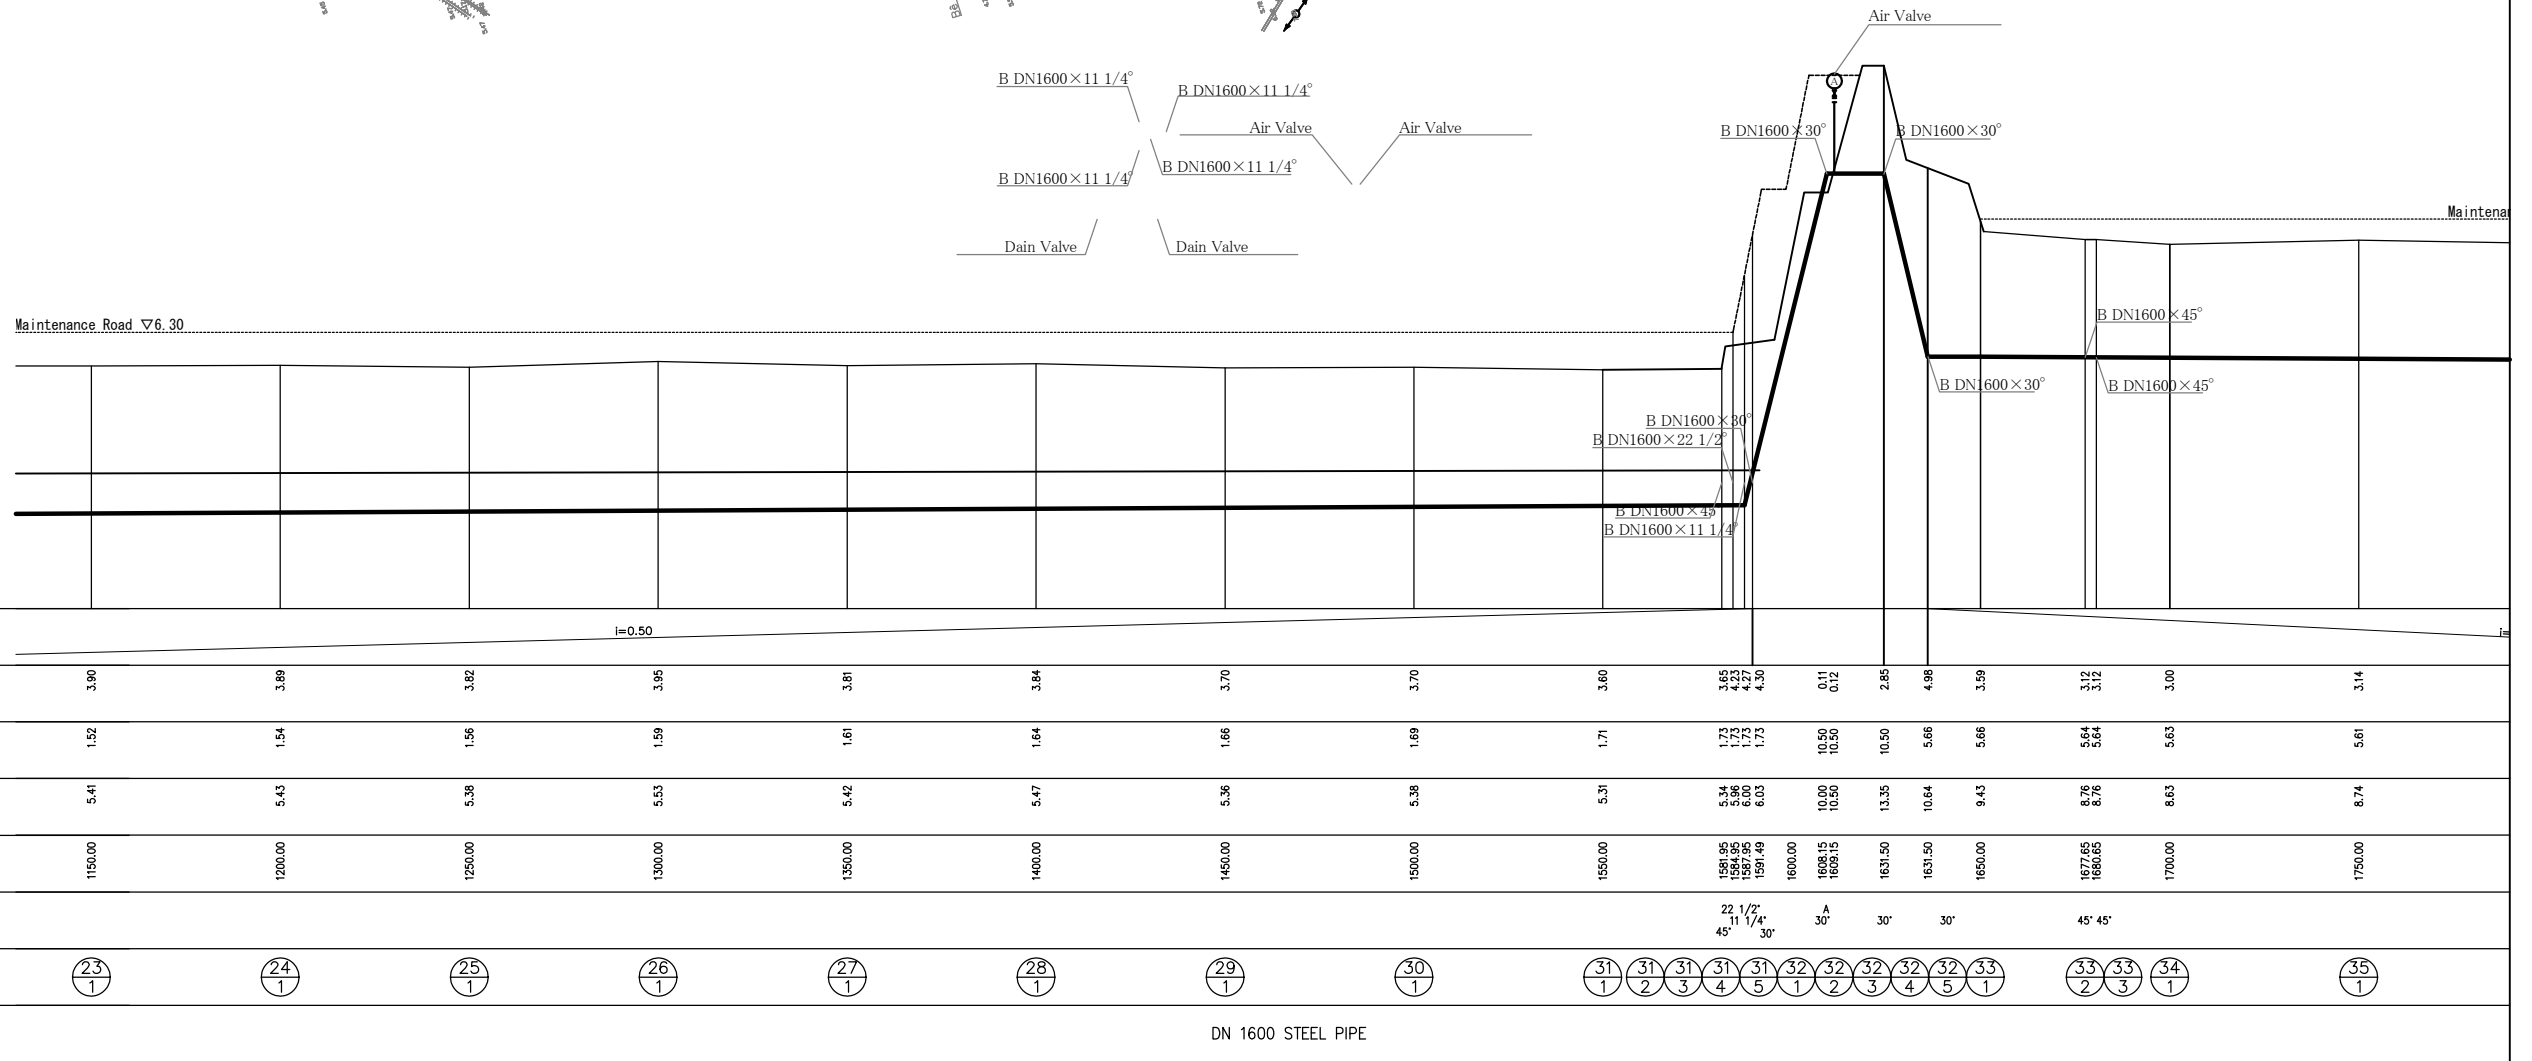 Air Valve
B DN1600×11 1/4°
B DN1600×11 1/4°
Air Valve
Air Valve
B DN1600×30°
B DN1600×30°
B DN1600×11 1/4°
B DN1600×11 1/4°
Maintenan
Dain Valve
Dain Valve
Maintenance Road ▽6.30
A
B DN1600×45°
B DN1600×30°
B DN1600×45°
B DN1600×30°
B DN1600×22 1/2°
B DN1600×45°
B DN1600×11 1/4°
i=0.50
i=
3.90 3.89 3.82 3.95 3.81 3.84 3.70 3.70 3.60 3.65 4.23 4.27 4.30 0.11 0.12 2.85 4.98 3.59 3.12 3.12 3.00 3.14
1.52 1.54 1.56 1.59 1.61 1.64 1.66 1.69 1.71 1.73 1.73 1.73 1.73 10.50 10.50 10.50 5.66 5.66 5.64 5.64 5.63 5.61
5.41 5.43 5.38 5.53 5.42 5.47 5.36 5.38 5.31 5.34 5.96 6.00 6.03 10.00 10.50 13.35 10.64 9.43 8.76 8.76 8.63 8.74
1150.00 1200.00 1250.00 1300.00 1350.00 1400.00 1450.00 1500.00 1550.00 1581.95 1584.95 1587.95 1591.49 1600.00 1608.15 1609.15 1631.50 1631.50 1650.00 1677.65 1680.65 1700.00 1750.00
22 1/2° A
11 1/4° 30° 30° 30° 45° 45°
45° 30°
23 24 25 26 27 28 29 30 31 31 31 31 31 32 32 32 32 32 33 33 33 34 35
1 1 1 1 1 1 1 1 1 2 3 4 5 1 2 3 4 5 1 2 3 1 1
DN 1600 STEEL PIPE